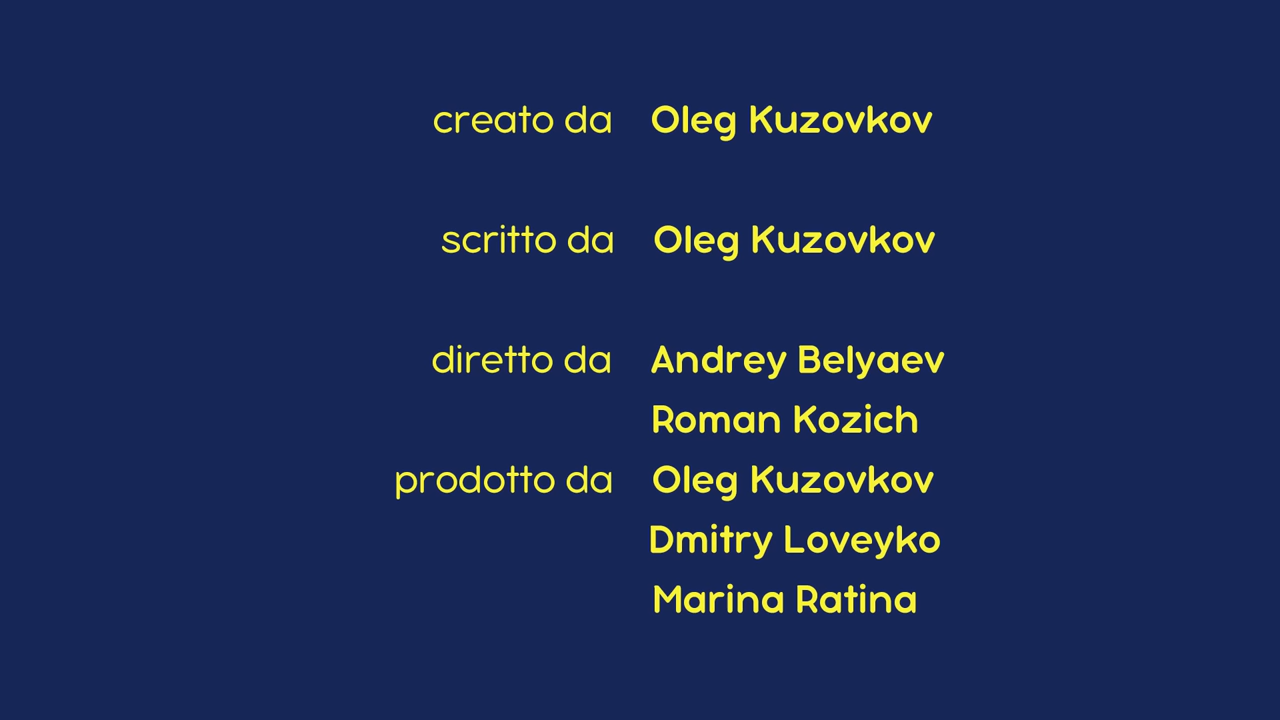 creato da Oleg Kuzovkov
scritto da Oleg Kuzovkov
diretto da Andrey Belyaev
Roman Kozich
prodotto da Oleg Kuzovkov
Dmitry Loveyko
Marina Ratina